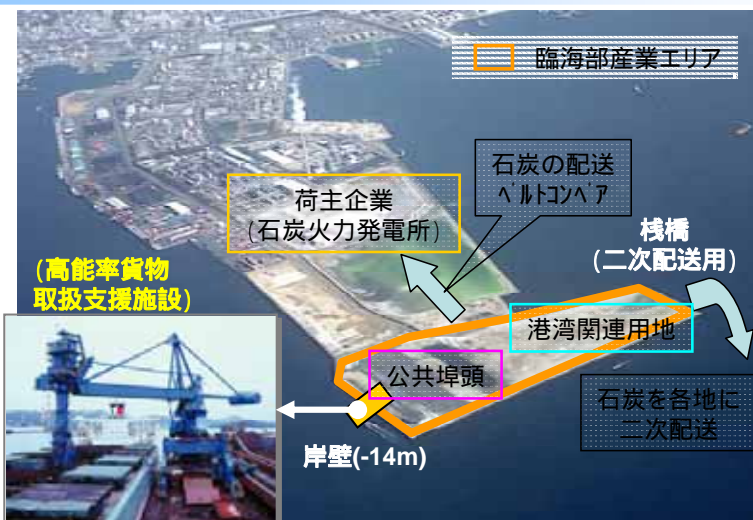 臨海部産業エリア
石炭の配送
ﾍﾞﾙﾄｺﾝﾍﾞｱ
荷主企業
(石炭火力発電所)
桟橋
(二次配送用)
(高能率貨物
取扱支援施設)
港湾関連用地
公共埠頭
石炭を各地に
二次配送
岸壁(-14m)